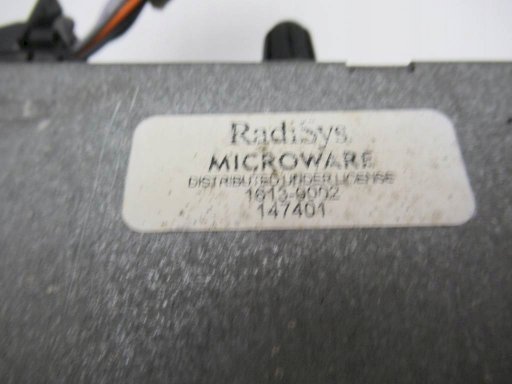 RadiSys.
MICROWARE
DISTRIBUTED UNDER LICENSE
1613-9002
147401